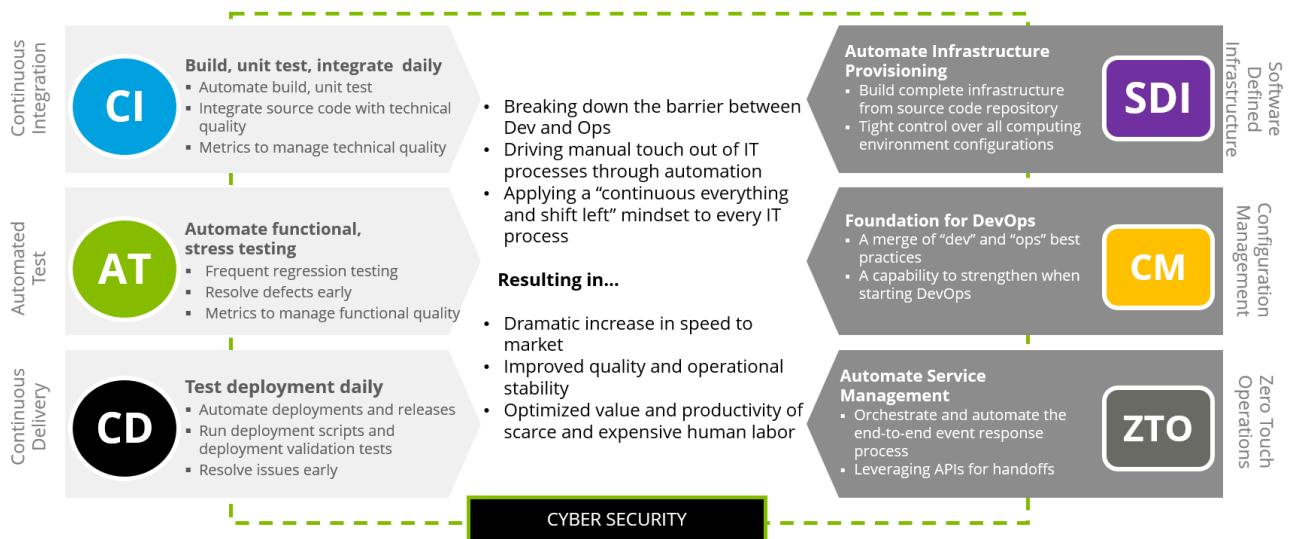 Continuous
Integration
CI
Build, unit test, integrate daily
▪ Automate build, unit test
▪ Integrate source code with technical
quality
▪ Metrics to manage technical quality
Automated
Test
AT
Automate functional,
stress testing
▪ Frequent regression testing
▪ Resolve defects early
▪ Metrics to manage functional quality
Continuous
Delivery
CD
Test deployment daily
▪ Automate deployments and releases
▪ Run deployment scripts and
deployment validation tests
▪ Resolve issues early
• Breaking down the barrier between
Dev and Ops
• Driving manual touch out of IT
processes through automation
• Applying a “continuous everything
and shift left” mindset to every IT
process
Resulting in…
• Dramatic increase in speed to
market
• Improved quality and operational
stability
• Optimized value and productivity of
scarce and expensive human labor
Automate Infrastructure
Provisioning
▪ Build complete infrastructure
from source code repository
▪ Tight control over all computing
environment configurations
SDI
Software
Defined
Infrastructure
Foundation for DevOps
▪ A merge of “dev” and “ops” best
practices
▪ A capability to strengthen when
starting DevOps
CM
Configuration
Management
Automate Service
Management
▪ Orchestrate and automate the
end-to-end event response
process
▪ Leveraging APIs for handoffs
ZTO
Zero Touch
Operations
CYBER SECURITY